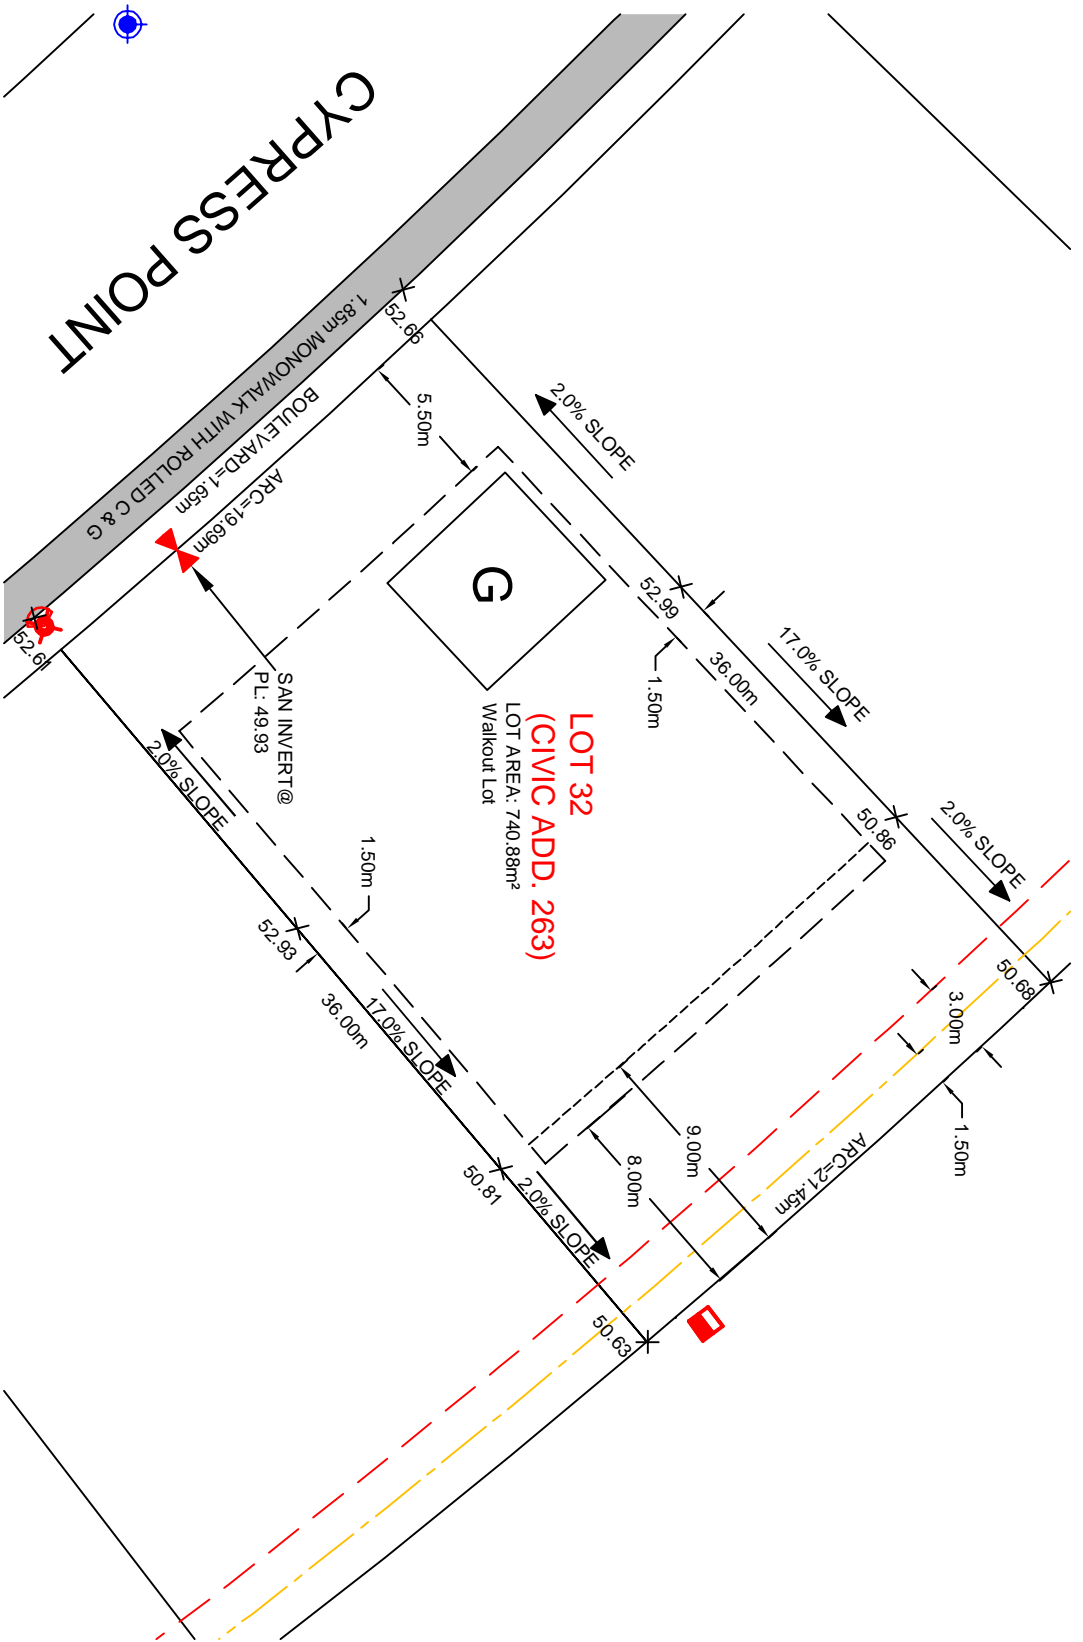 CYPRESS POINT
1.85m MONOWALK WITH ROLLED C & G
BOULEVARD=1.65m
ARC=19.69m
52.66
52.61
5.50m
2.0% SLOPE
G
52.99
1.50m
36.00m
17.0% SLOPE
SAN INVERT@
PL: 49.93
LOT 32
(CIVIC ADD. 263)
LOT AREA: 740.88m²
Walkout Lot
2.0% SLOPE
50.86
2.0% SLOPE
1.50m
52.93
36.00m
17.0% SLOPE
50.68
3.00m
1.50m
9.00m
8.00m
ARC=21.45m
50.81
2.0% SLOPE
50.63